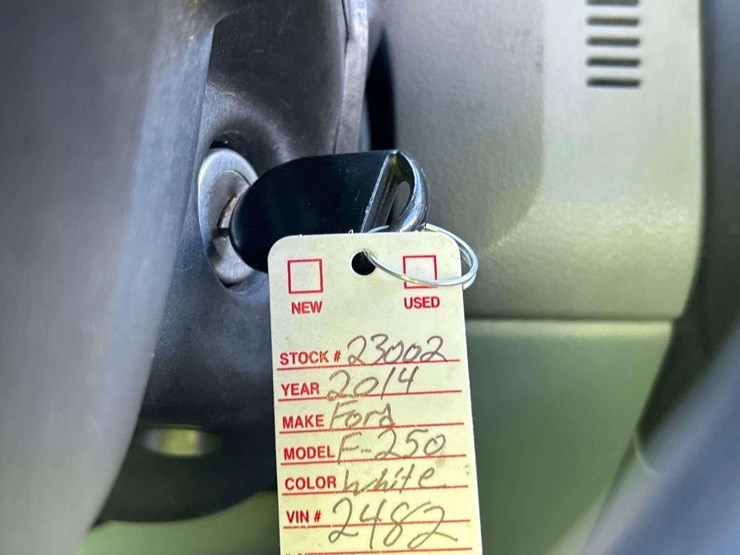 NEW USED
STOCK # 23002
YEAR 2014
MAKE Ford
MODEL F-250
COLOR White
VIN # 2482